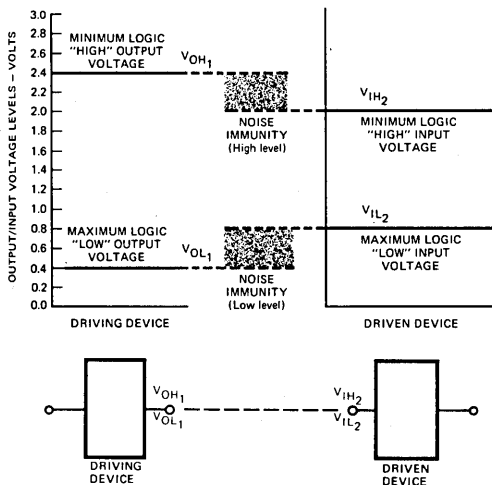 OUTPUT/INPUT VOLTAGE LEVELS – VOLTS
3.0
2.8
2.6
2.4
2.2
2.0
1.8
1.6
1.4
1.2
1.0
0.8
0.6
0.4
0.2
0.0
MINIMUM LOGIC
"HIGH" OUTPUT
VOLTAGE
VOH1
NOISE
IMMUNITY
(High level)
VIH2
MINIMUM LOGIC
"HIGH" INPUT
VOLTAGE
MAXIMUM LOGIC
"LOW" OUTPUT
VOLTAGE
VOL1
NOISE
IMMUNITY
(Low level)
VIL2
MAXIMUM LOGIC
"LOW" INPUT
VOLTAGE
DRIVING DEVICE
DRIVEN DEVICE
VOH1
VOL1
VIH2
VIL2
DRIVING
DEVICE
DRIVEN
DEVICE